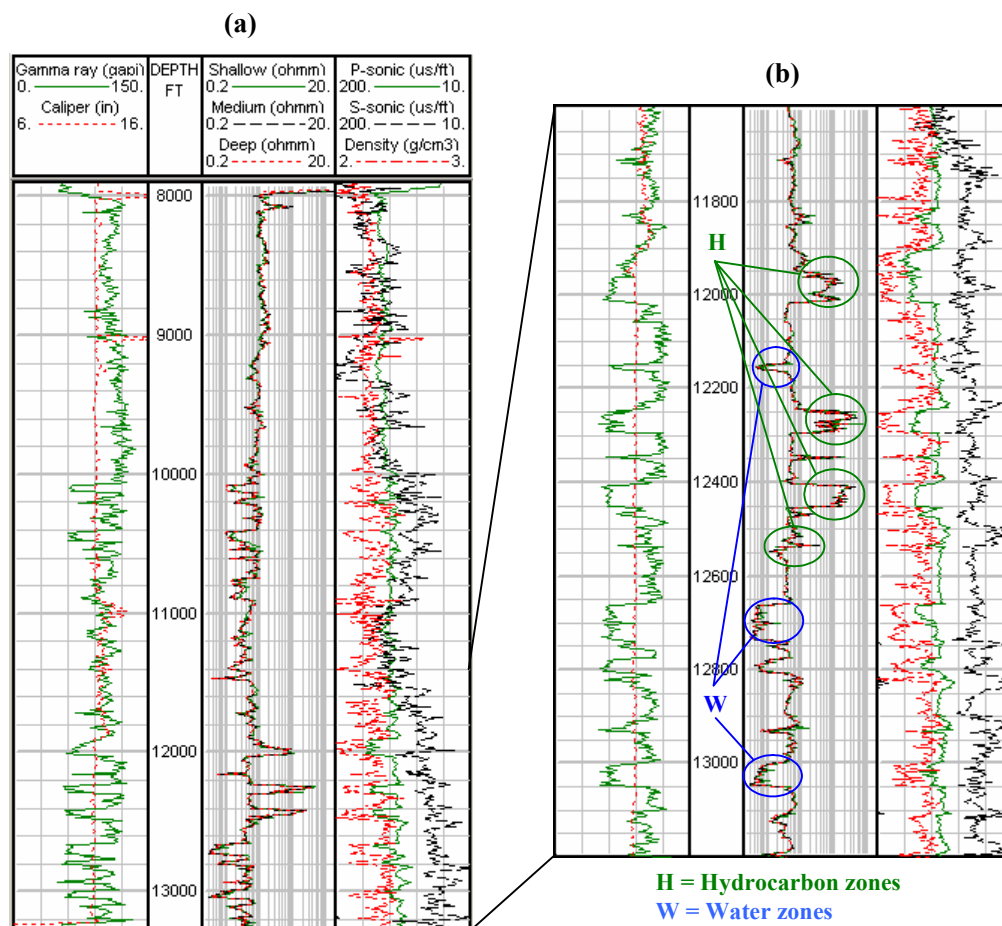 (a)
Gamma ray (gapi) DEPTH Shallow (ohmm) P-sonic (us/ft)
0. 150. FT 0.2 20. 200. 10.
Caliper (in) Medium (ohmm) S-sonic (us/ft)
6. 16. 0.2 20. 200. 10.
Deep (ohmm) Density (g/cm3)
0.2 20. 2. 3.
8000
9000
10000
11000
12000
13000
(b)
11800
H
12000
12200
12400
12600
12800
W
13000
H = Hydrocarbon zones
W = Water zones